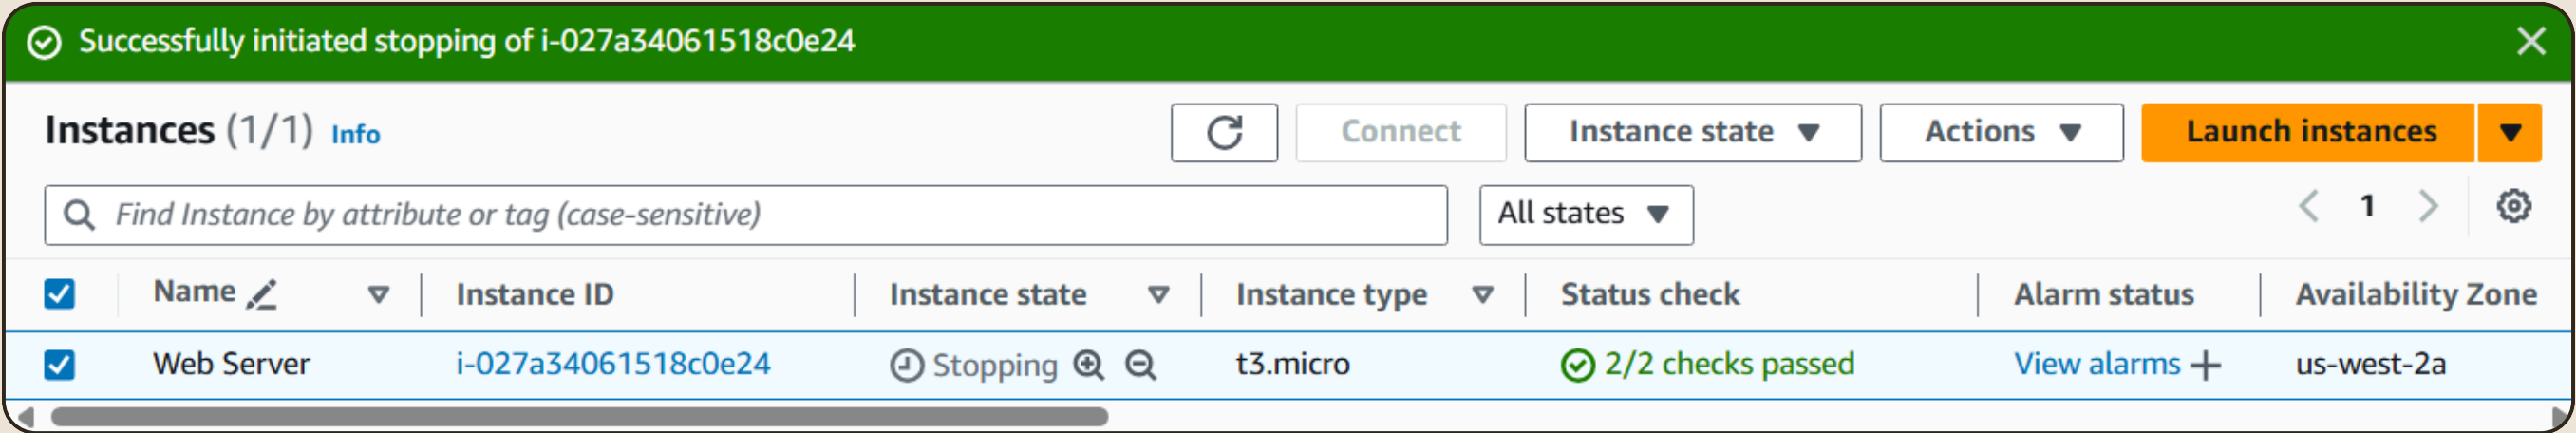 Successfully initiated stopping of i-027a34061518c0e24
Instances (1/1) Info Connect Instance state Actions Launch instances
Find Instance by attribute or tag (case-sensitive) All states 1
Name Instance ID Instance state Instance type Status check Alarm status Availability Zone
Web Server i-027a34061518c0e24 Stopping t3.micro 2/2 checks passed View alarms + us-west-2a